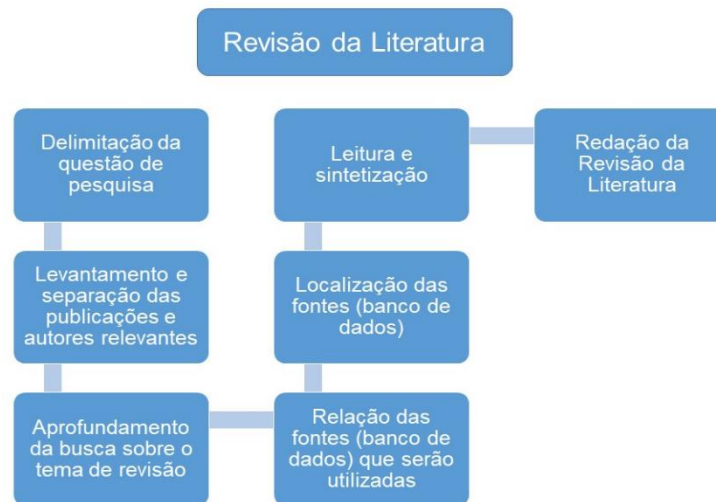 Revisão da Literatura
Delimitação da
questão de
pesquisa
Levantamento e
separação das
publicações e
autores relevantes
Aprofundamento
da busca sobre o
tema de revisão
Relação das
fontes (banco de
dados) que serão
utilizadas
Localização das
fontes (banco de
dados)
Leitura e
sintetização
Redação da
Revisão da
Literatura